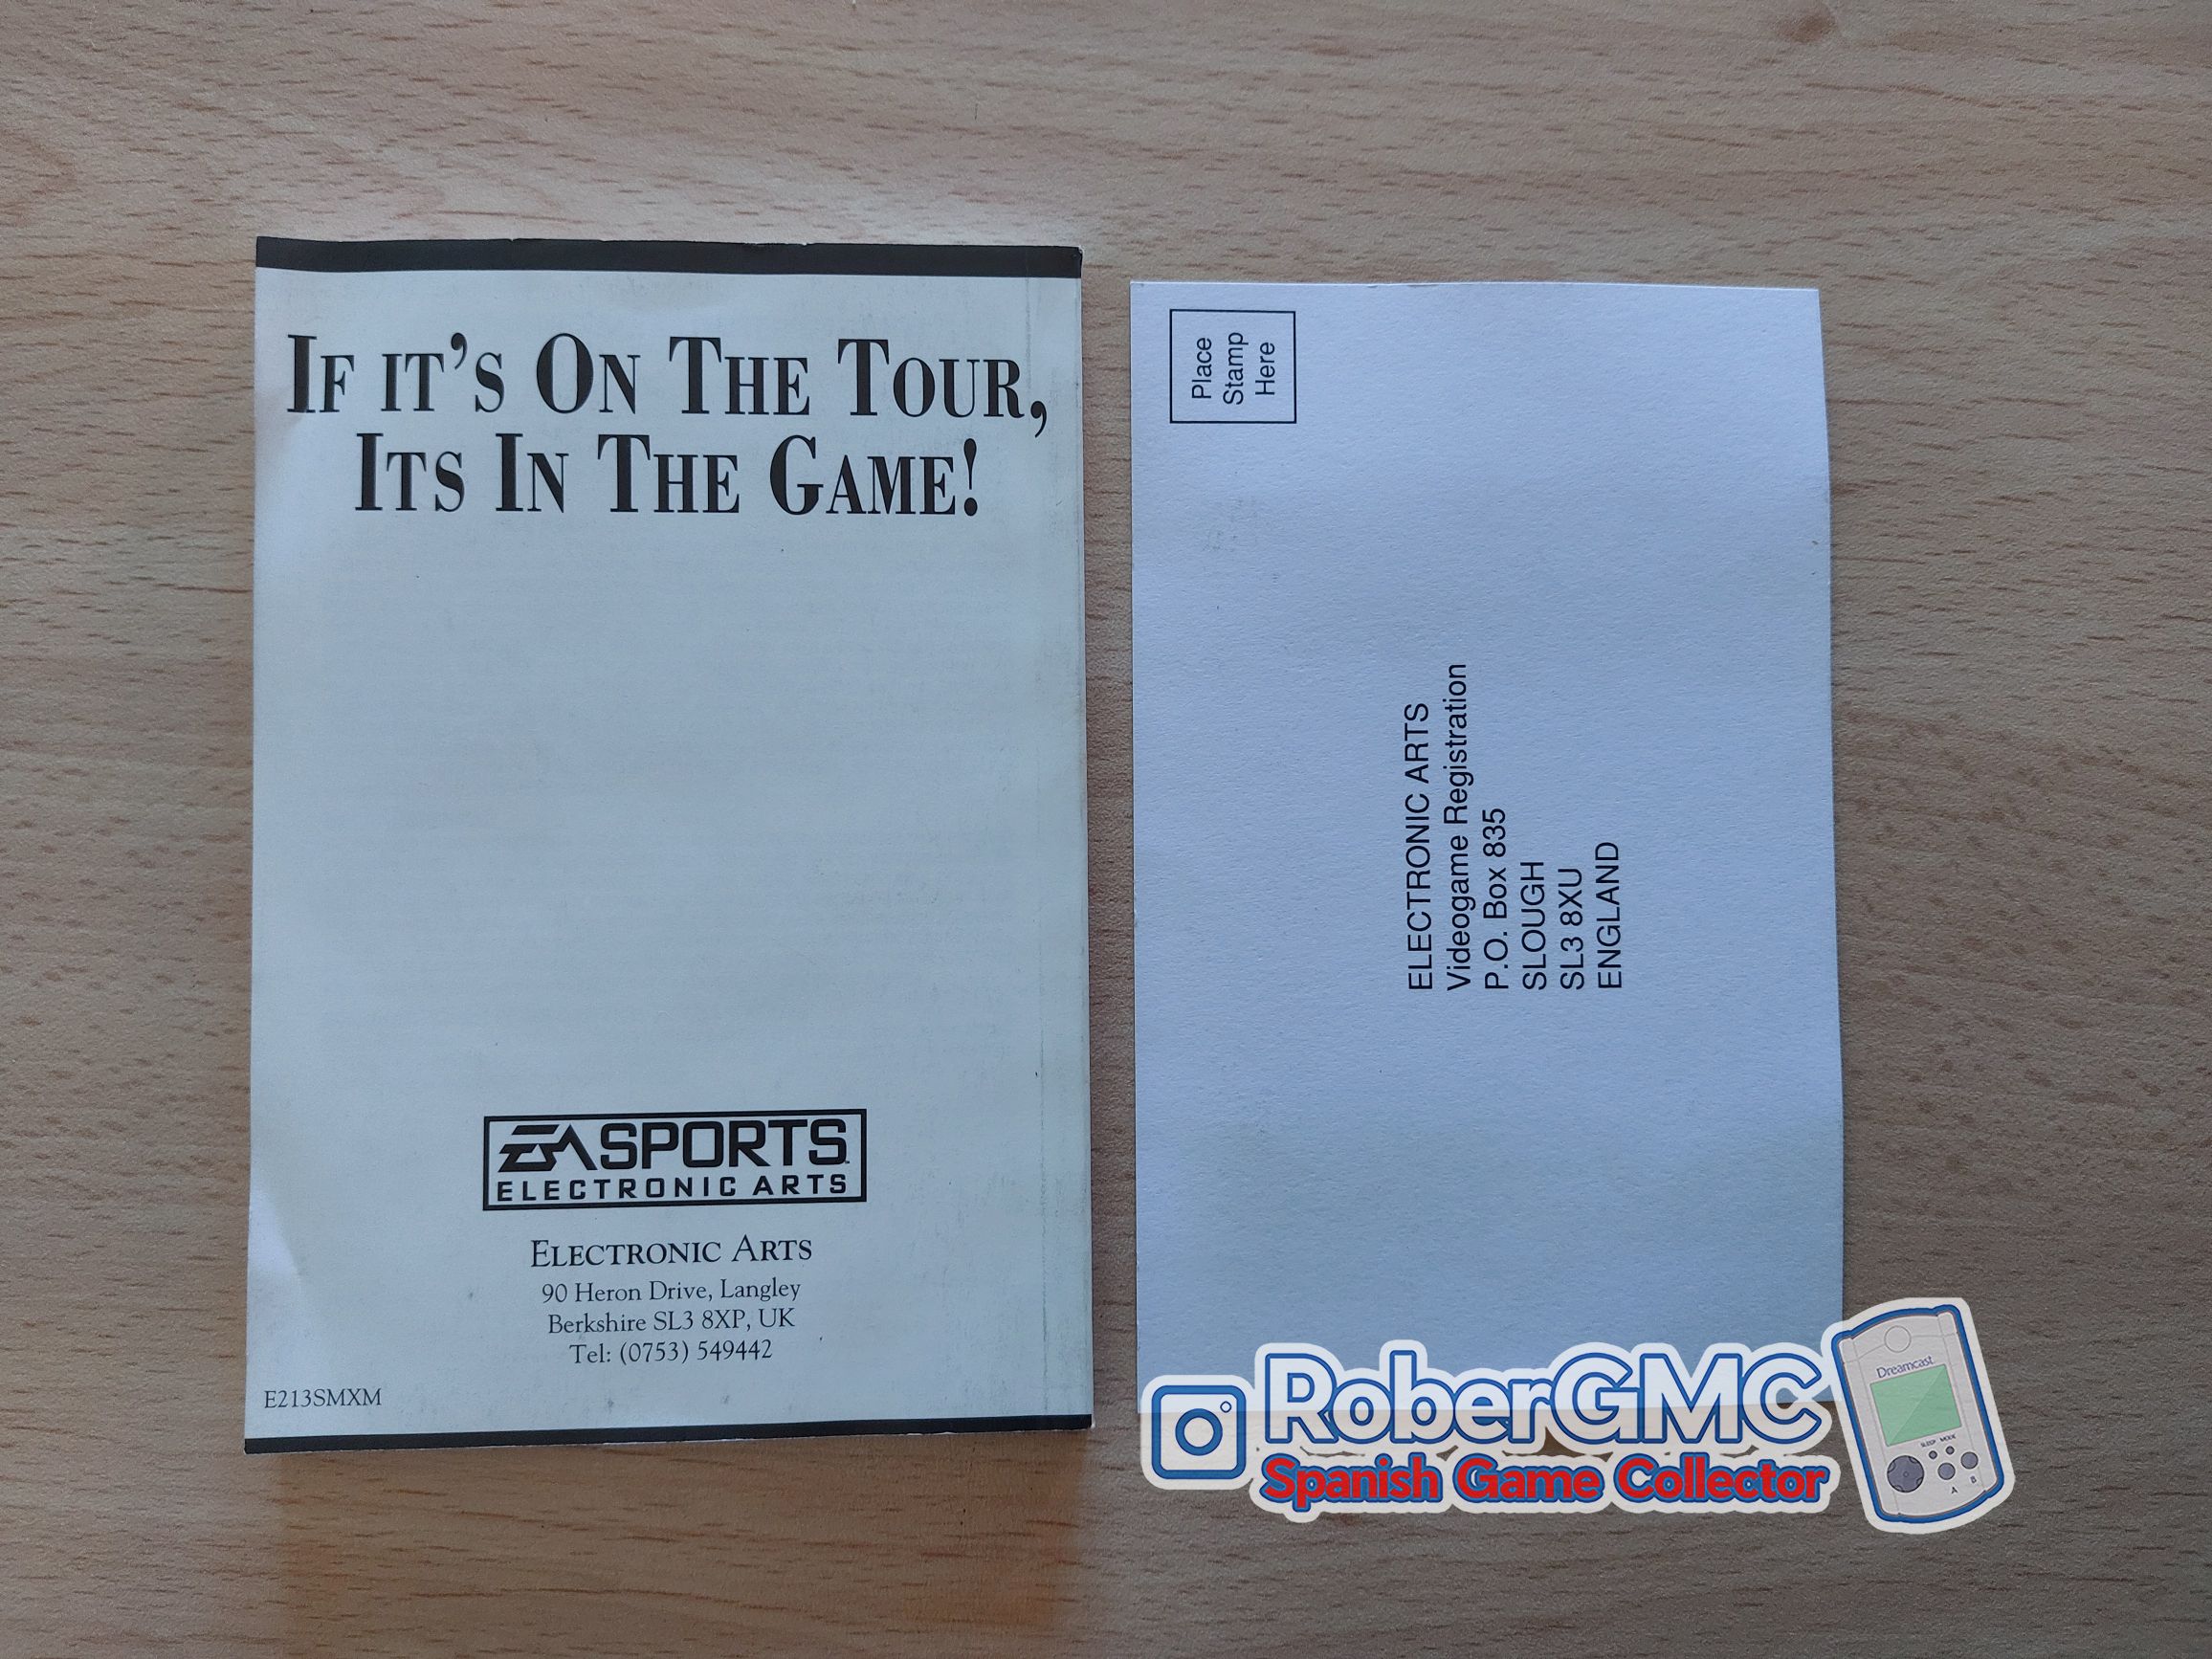 IF IT'S ON THE TOUR,
ITS IN THE GAME!
EA SPORTS
ELECTRONIC ARTS
ELECTRONIC ARTS
90 Heron Drive, Langley
Berkshire SL3 8XP, UK
Tel: (0753) 549442
E213SMXM
Place
Stamp
Here
ELECTRONIC ARTS
Videogame Registration
P.O. Box 835
SLOUGH
SL3 8XU
ENGLAND
RoberGMC
Spanish Game Collector
Dreamcast
SLEEP MODE
A
B